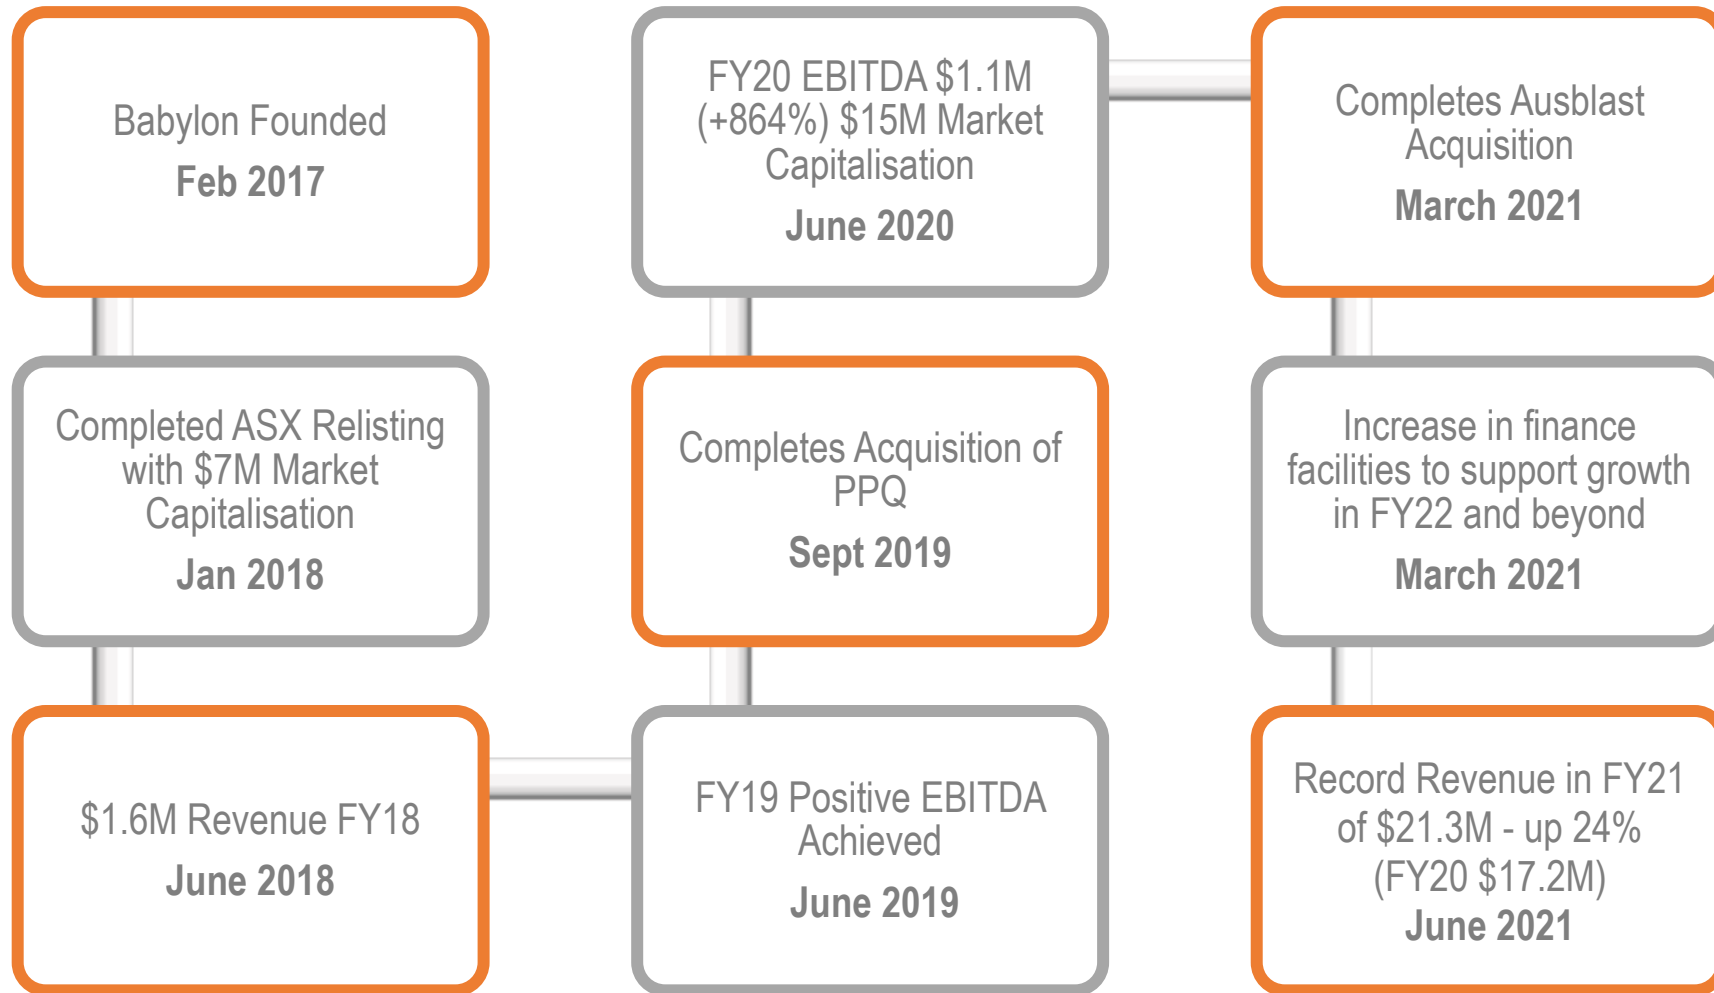 Babylon Founded
Feb 2017
Completed ASX Relisting
with $7M Market
Capitalisation
Jan 2018
$1.6M Revenue FY18
June 2018
FY19 Positive EBITDA
Achieved
June 2019
Completes Acquisition of
PPQ
Sept 2019
FY20 EBITDA $1.1M
(+864%) $15M Market
Capitalisation
June 2020
Completes Ausblast
Acquisition
March 2021
Increase in finance
facilities to support growth
in FY22 and beyond
March 2021
Record Revenue in FY21
of $21.3M - up 24%
(FY20 $17.2M)
June 2021